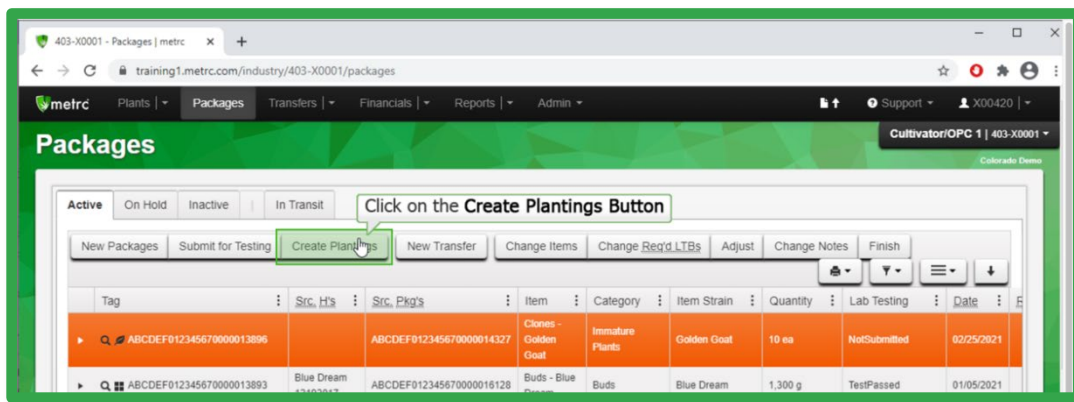 403-X0001 - Packages | metrc
training1.metrc.com/industry/403-X0001/packages
metrc Plants Packages Transfers Financials Reports Admin Support X00420
Packages
Cultivator/OPC 1 | 403-X0001
Colorado Demo
Active On Hold Inactive In Transit
Click on the Create Plantings Button
New Packages Submit for Testing Create Plantings New Transfer Change Items Change Req'd LTBs Adjust Change Notes Finish
Tag Src. H's Src. Pkg's Item Category Item Strain Quantity Lab Testing Date
ABCDEF012345670000013896 ABCDEF012345670000014327 Clones - Golden Goat Immature Plants Golden Goat 10 ea NotSubmitted 02/25/2021
ABCDEF012345670000013893 Blue Dream ABCDEF012345670000016128 Buds - Blue Buds Blue Dream 1,300 g TestPassed 01/05/2021